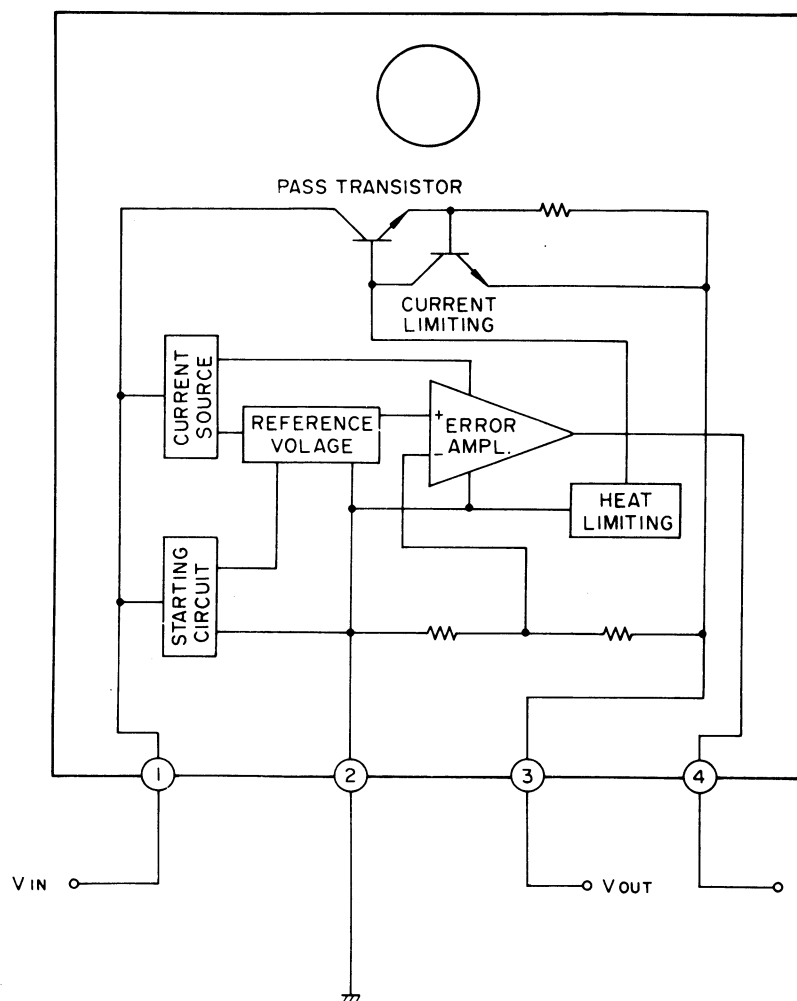 PASS TRANSISTOR
CURRENT
LIMITING
CURRENT
SOURCE
REFERENCE
VOLAGE
+
ERROR
AMPL.
-
HEAT
LIMITING
STARTING
CIRCUIT
1
2
3
4
VIN
VOUT